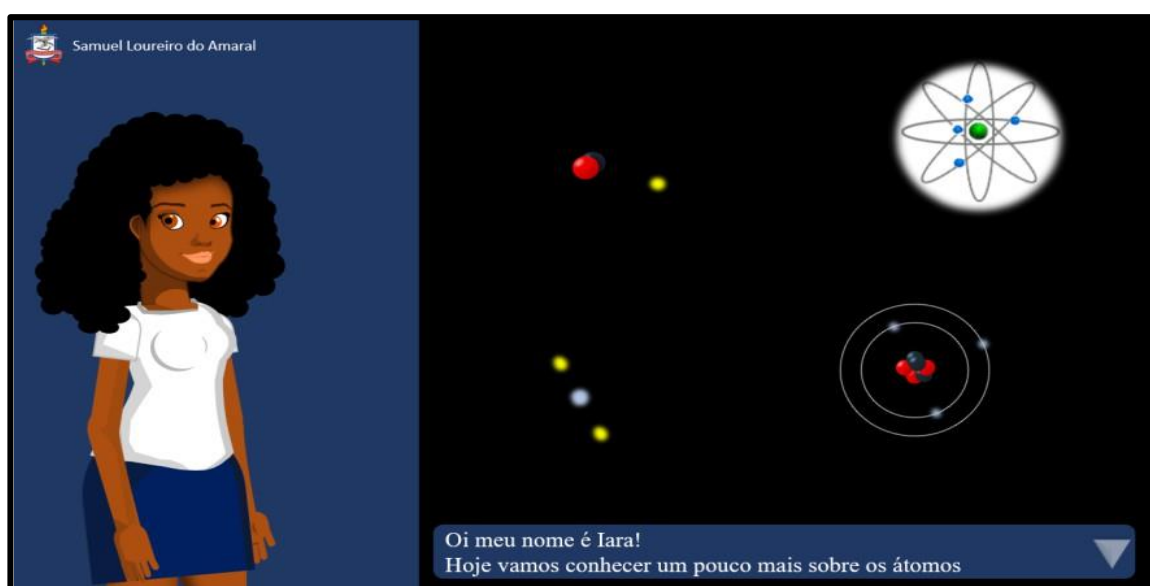 Samuel Loureiro do Amaral
Oi meu nome é Iara!
Hoje vamos conhecer um pouco mais sobre os átomos